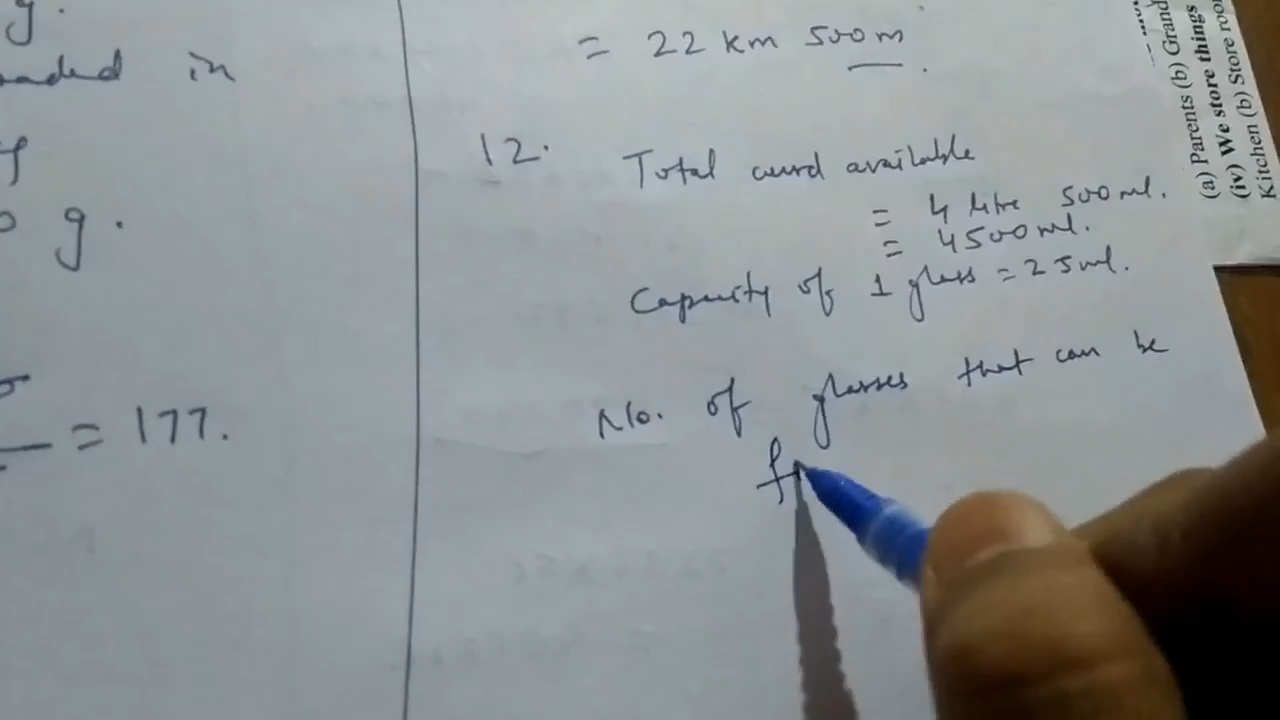 g.
in
g.
= 177.
= 22 km 500m.
12. Total curd available
= 4 litre 500 ml.
= 4500 ml.
Capacity of 1 glass = 25 ml.
No. of glasses that can be
(a) Parents (b) Grand
(iv) We store things
Kitchen (b) Store roo